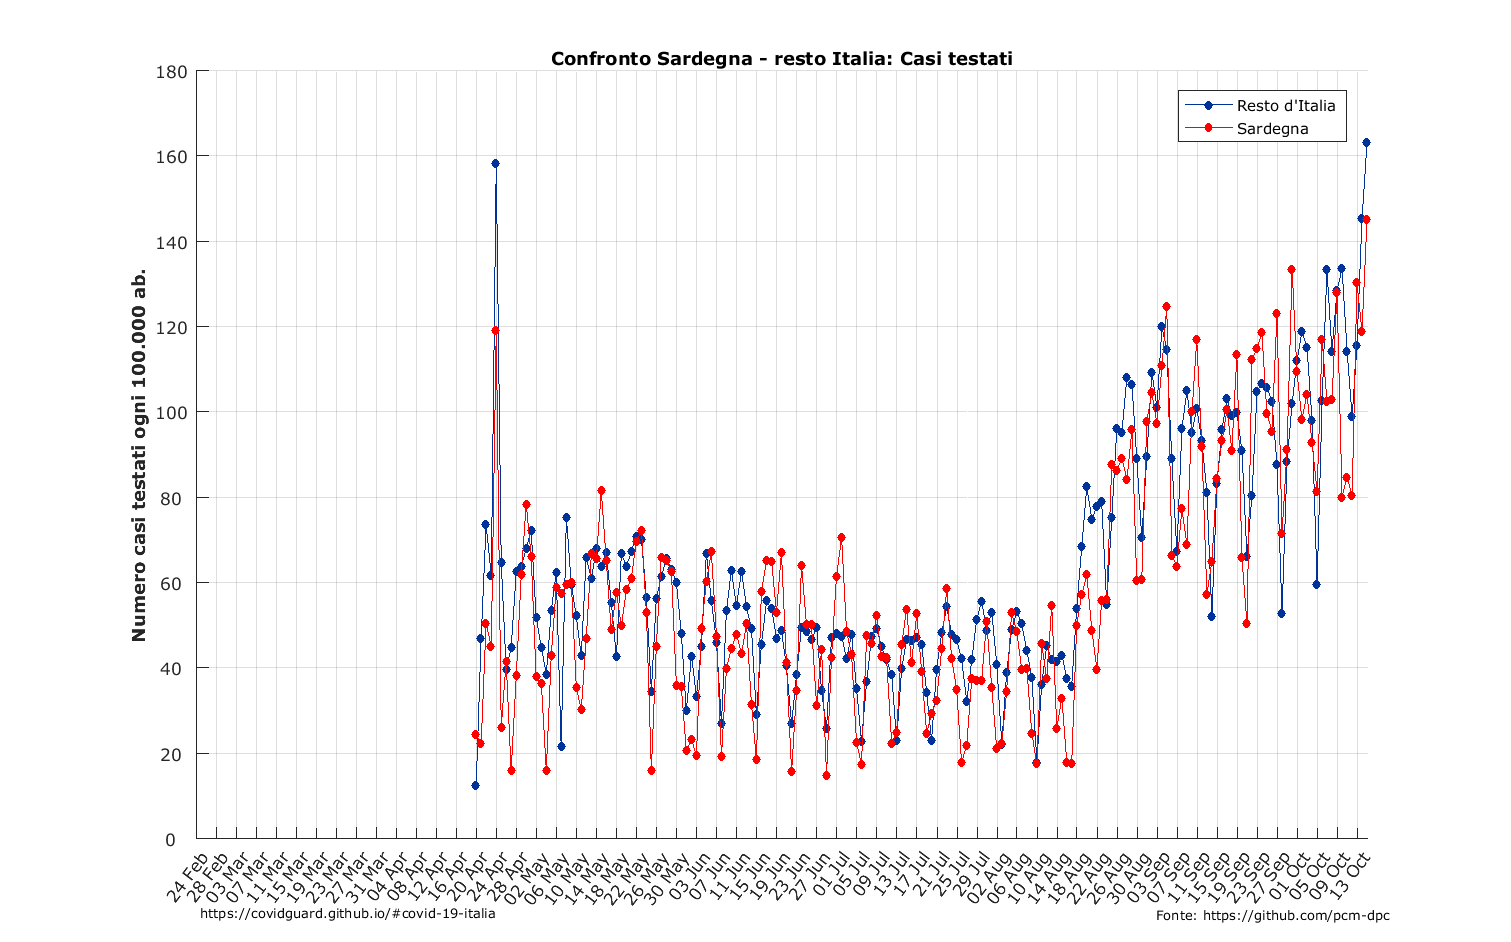 Confronto Sardegna - resto Italia: Casi testati
Resto d'Italia
Sardegna
Numero casi testati ogni 100.000 ab.
180
160
140
120
100
80
60
40
20
0
24 Feb
28 Feb
03 Mar
07 Mar
11 Mar
15 Mar
19 Mar
23 Mar
27 Mar
31 Mar
04 Apr
08 Apr
12 Apr
16 Apr
20 Apr
24 Apr
28 Apr
02 May
06 May
10 May
14 May
18 May
22 May
26 May
30 May
03 Jun
07 Jun
11 Jun
15 Jun
19 Jun
23 Jun
27 Jun
01 Jul
05 Jul
09 Jul
13 Jul
17 Jul
21 Jul
25 Jul
29 Jul
02 Aug
06 Aug
10 Aug
14 Aug
18 Aug
22 Aug
26 Aug
30 Aug
03 Sep
07 Sep
11 Sep
15 Sep
19 Sep
23 Sep
27 Sep
01 Oct
05 Oct
09 Oct
13 Oct
https://covidguard.github.io/#covid-19-italia
Fonte: https://github.com/pcm-dpc